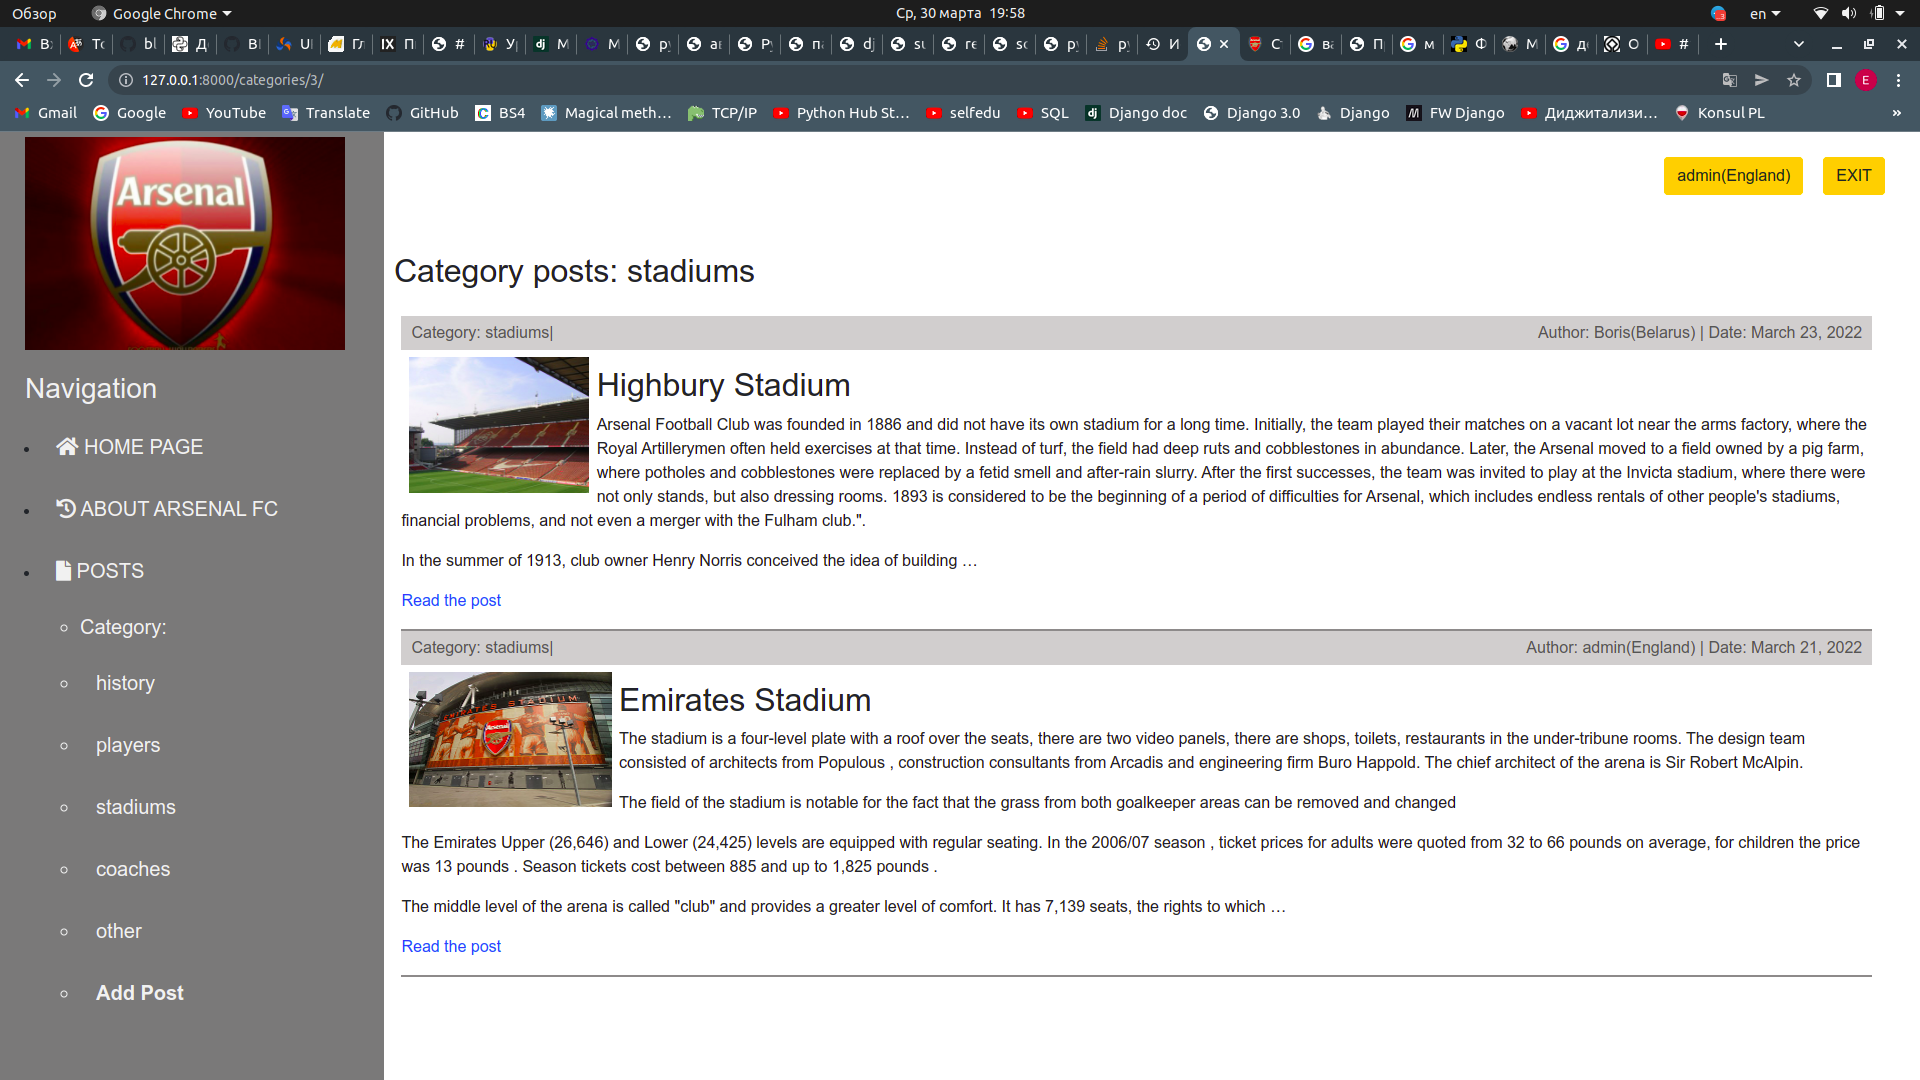 Обзор Google Chrome Ср, 30 марта 19:58 en
127.0.0.1:8000/categories/3/ E
Gmail Google YouTube Translate GitHub BS4 Magical meth… TCP/IP Python Hub St… selfedu SQL Django doc Django 3.0 Django FW Django Диджитализи… Konsul PL »
Arsenal
admin(England) EXIT
Navigation
HOME PAGE
ABOUT ARSENAL FC
POSTS
Category:
history
players
stadiums
coaches
other
Add Post
Category posts: stadiums
Category: stadiums| Author: Boris(Belarus) | Date: March 23, 2022
Highbury Stadium
Arsenal Football Club was founded in 1886 and did not have its own stadium for a long time. Initially, the team played their matches on a vacant lot near the arms factory, where the
Royal Artillerymen often held exercises at that time. Instead of turf, the field had deep ruts and cobblestones in abundance. Later, the Arsenal moved to a field owned by a pig farm,
where potholes and cobblestones were replaced by a fetid smell and after-rain slurry. After the first successes, the team was invited to play at the Invicta stadium, where there were
not only stands, but also dressing rooms. 1893 is considered to be the beginning of a period of difficulties for Arsenal, which includes endless rentals of other people's stadiums,
financial problems, and not even a merger with the Fulham club.".
In the summer of 1913, club owner Henry Norris conceived the idea of building …
Read the post
Category: stadiums| Author: admin(England) | Date: March 21, 2022
EMIRATES STADIUM
Emirates Stadium
The stadium is a four-level plate with a roof over the seats, there are two video panels, there are shops, toilets, restaurants in the under-tribune rooms. The design team
consisted of architects from Populous , construction consultants from Arcadis and engineering firm Buro Happold. The chief architect of the arena is Sir Robert McAlpin.
The field of the stadium is notable for the fact that the grass from both goalkeeper areas can be removed and changed
The Emirates Upper (26,646) and Lower (24,425) levels are equipped with regular seating. In the 2006/07 season , ticket prices for adults were quoted from 32 to 66 pounds on average, for children the price
was 13 pounds . Season tickets cost between 885 and up to 1,825 pounds .
The middle level of the arena is called "club" and provides a greater level of comfort. It has 7,139 seats, the rights to which …
Read the post